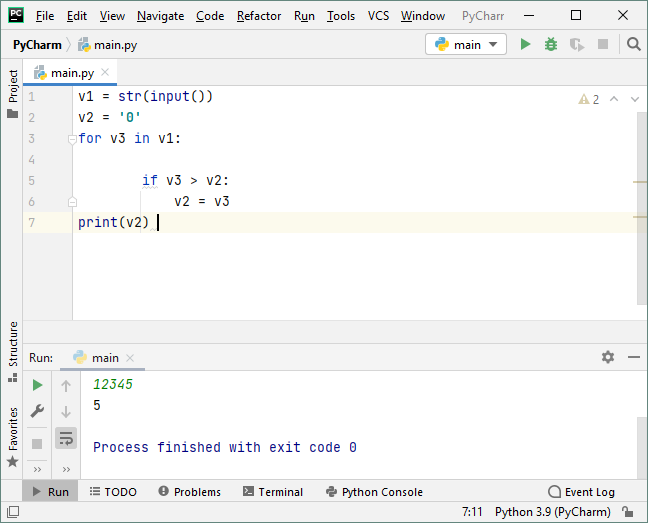 PC File Edit View Navigate Code Refactor Run Tools VCS Window PyCharr
PyCharm main.py main
Project
main.py
1 v1 = str(input()) 2
2 v2 = '0'
3 for v3 in v1:
4
5 if v3 > v2:
6 v2 = v3
7 print(v2)
Structure
Favorites
Run: main
12345
5
Process finished with exit code 0
Run TODO Problems Terminal Python Console Event Log
7:11 Python 3.9 (PyCharm)